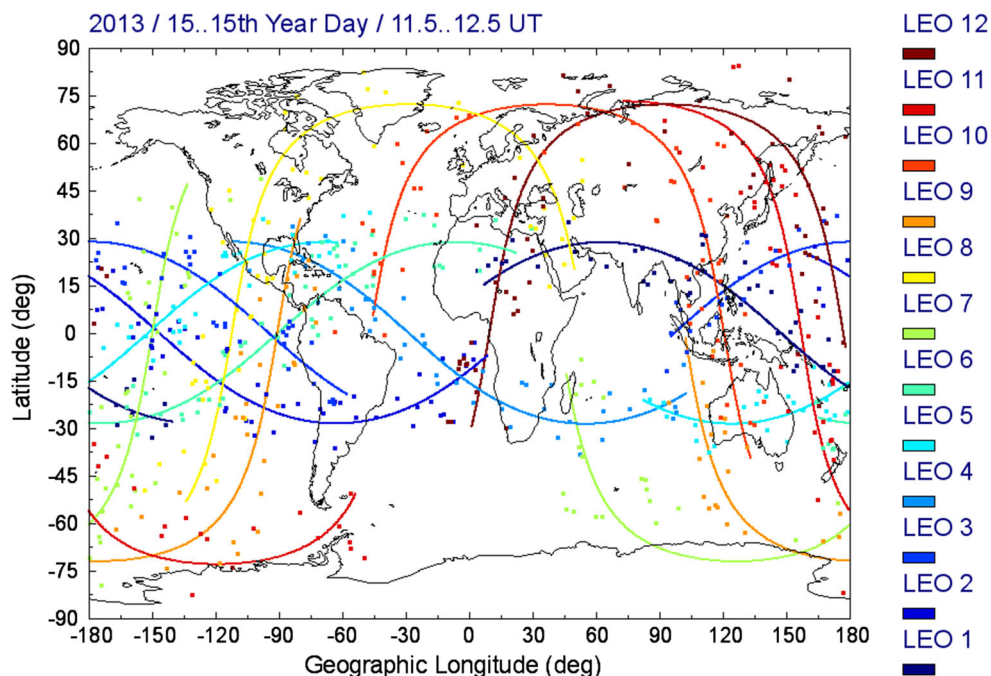 2013 / 15..15th Year Day / 11.5..12.5 UT
LEO 12
LEO 11
LEO 10
LEO 9
LEO 8
LEO 7
LEO 6
LEO 5
LEO 4
LEO 3
LEO 2
LEO 1
Latitude (deg)
90
75
60
45
30
15
0
-15
-30
-45
-60
-75
-90
-180 -150 -120 -90 -60 -30 0 30 60 90 120 150 180
Geographic Longitude (deg)